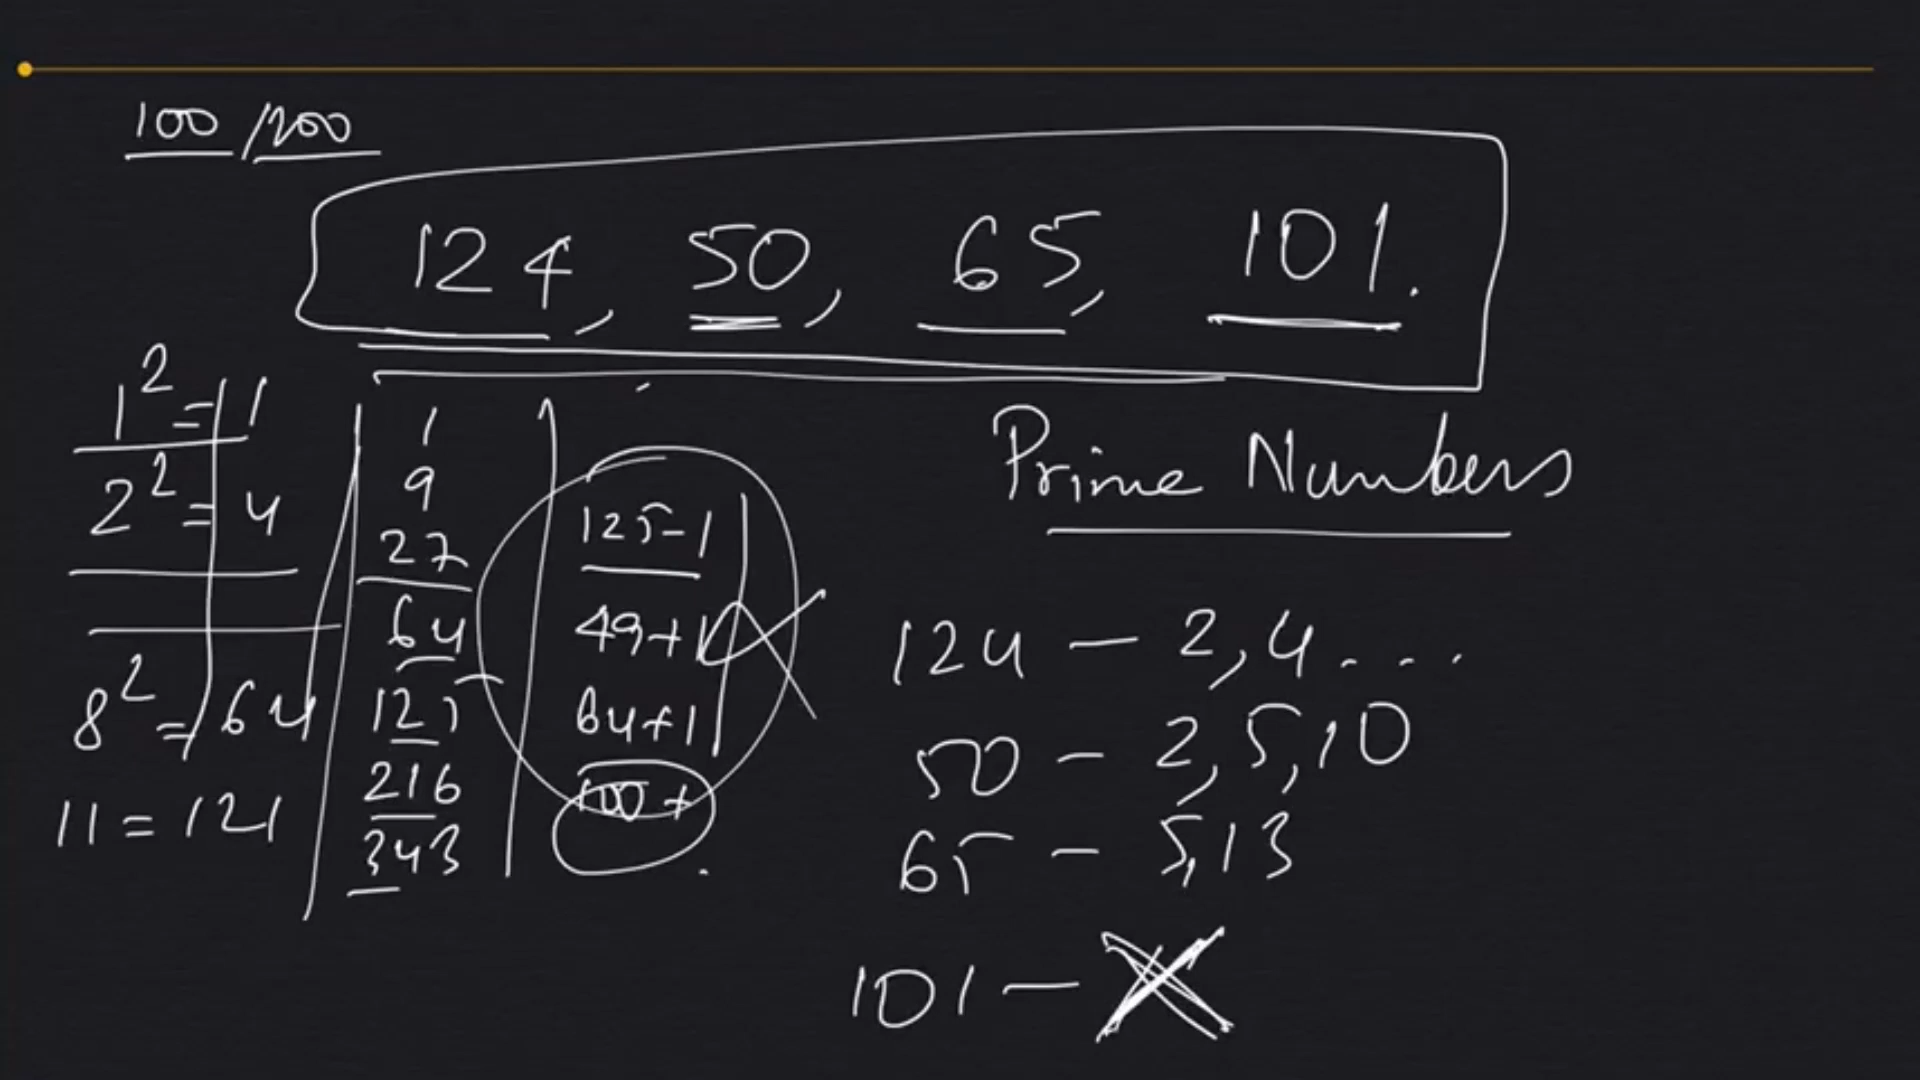 100/200
124, 50, 65, 101.
1² = 1
2² = 4
8² = 64
11 = 121
1
9
27
64
125
216
343
125-1
49+1
64+1
100+
Prime Numbers
124 - 2, 4 . . . .
50 - 2, 5, 10
65 - 5, 13
101 -